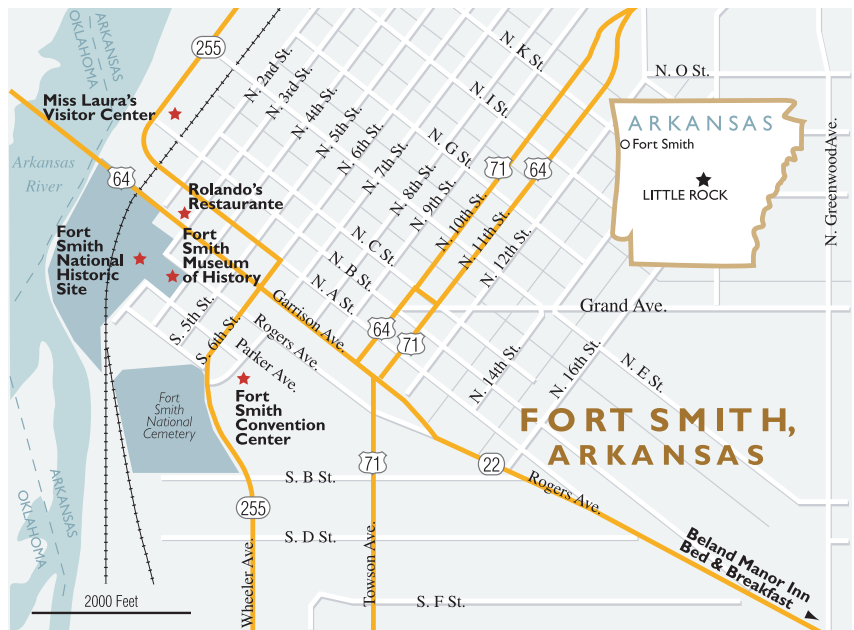 ARKANSAS
OKLAHOMA
255
N. K St.
N. O St.
N. 2nd St.
N. 3rd St.
N. 4th St.
N. 5th St.
N. 6th St.
N. 7th St.
N. 8th St.
N. 9th St.
N. 10th St.
N. 11th St.
N. 12th St.
N. I St.
N. G St.
Miss Laura's
Visitor Center
Arkansas
River
64
71
64
ARKANSAS
Fort Smith
LITTLE ROCK
N. GreenwoodAve.
Rolando's
Restaurante
Fort
Smith
National
Historic
Site
Fort
Smith
Museum
of History
N. C St.
N. B St.
N. A St.
Garrison Ave.
Grand Ave.
64
71
S. 5th St.
S. 6th St.
Rogers Ave.
Parker Ave.
N. 14th St.
N. 16th St.
N. E St.
Fort
Smith
National
Cemetery
Fort
Smith
Convention
Center
FORT SMITH,
ARKANSAS
71
22
Rogers Ave.
S. B St.
255
S. D St.
ARKANSAS
OKLAHOMA
Wheeler Ave.
Towson Ave.
S. F St.
Beland Manor Inn
Bed & Breakfast
2000 Feet